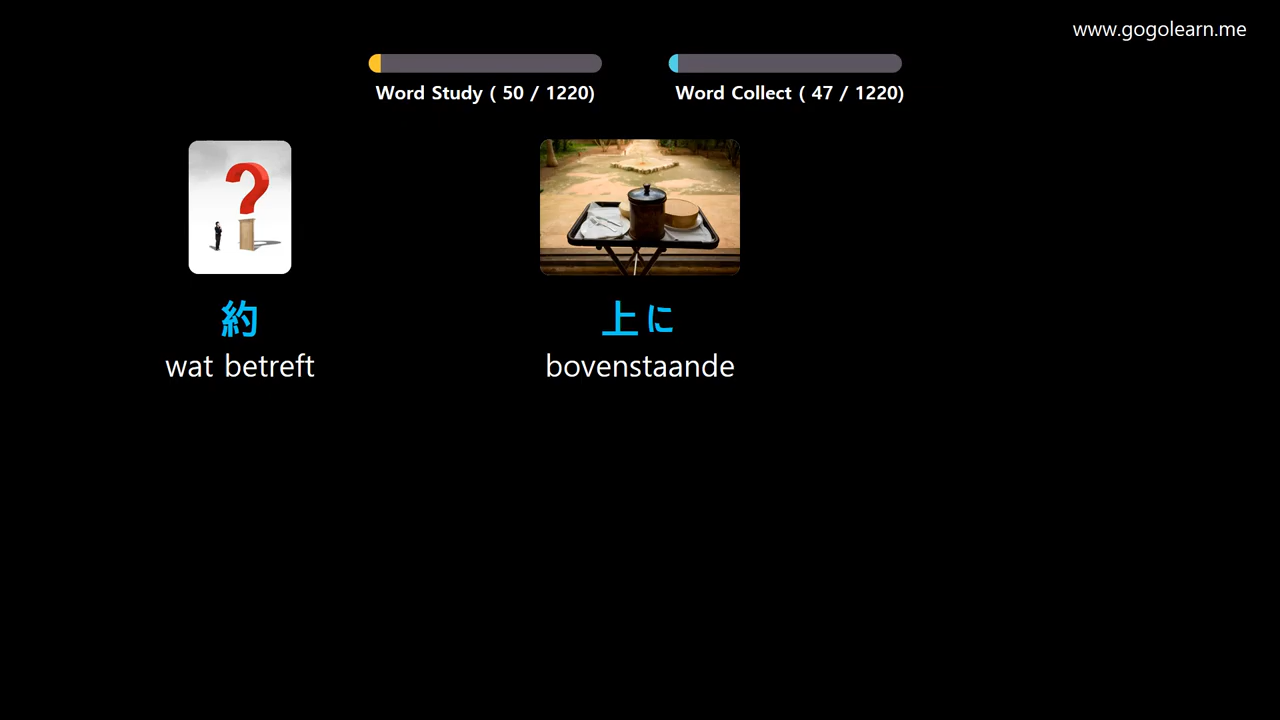 www.gogolearn.me
Word Study ( 50 / 1220)
Word Collect ( 47 / 1220)
約
wat betreft
上に
bovenstaande